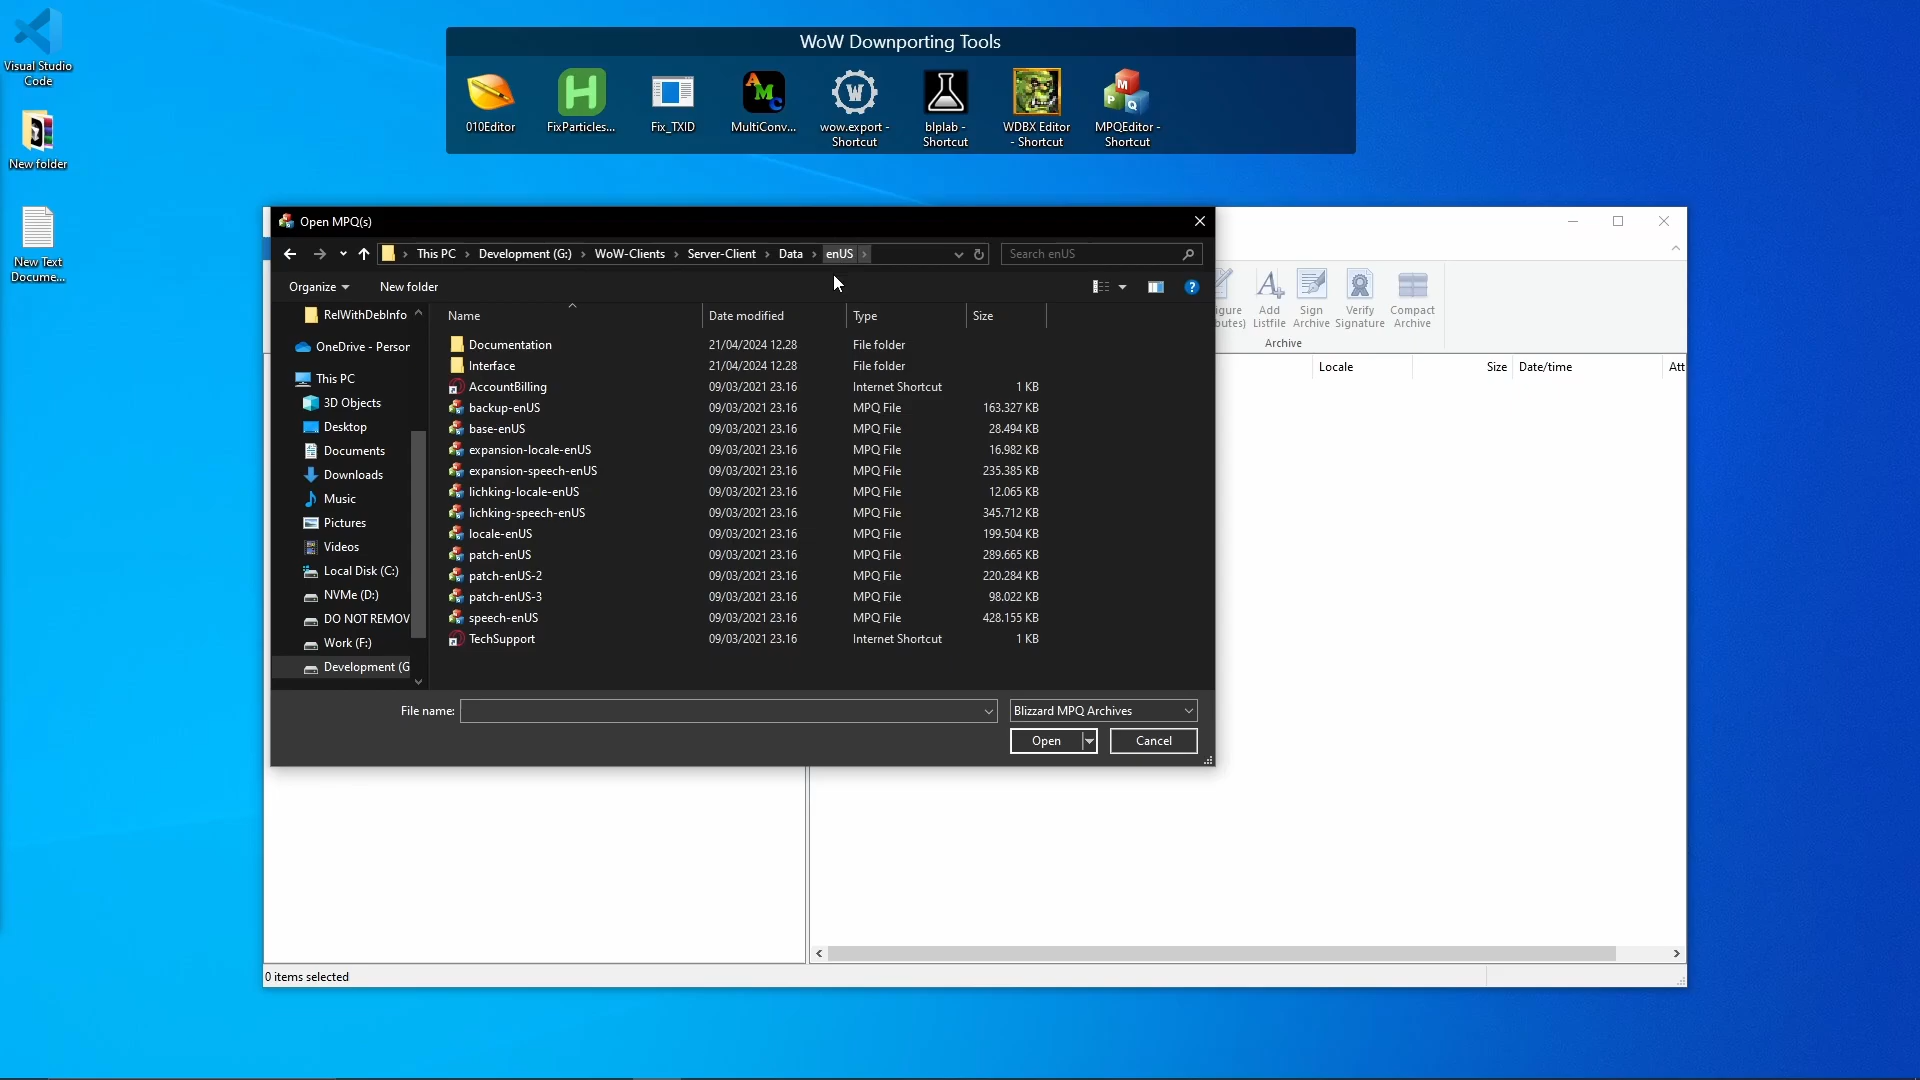 Visual Studio
Code
New folder
New Text
Docume...
WoW Downporting Tools
010Editor
FixParticles...
Fix_TXID
MultiConv...
wow.export -
Shortcut
blplab -
Shortcut
WDBX Editor
- Shortcut
MPQEditor -
Shortcut
Open MPQ(s)
This PC > Development (G:) > WoW-Clients > Server-Client > Data > enUS >
Search enUS
Organize
New folder
Name
Date modified
Type
Size
RelWithDebInfo
OneDrive - Person
This PC
3D Objects
Desktop
Documents
Downloads
Music
Pictures
Videos
Local Disk (C:)
NVMe (D:)
DO NOT REMOV
Work (F:)
Development (G
Documentation 21/04/2024 12.28 File folder
Interface 21/04/2024 12.28 File folder
AccountBilling 09/03/2021 23.16 Internet Shortcut 1 KB
backup-enUS 09/03/2021 23.16 MPQ File 163.327 KB
base-enUS 09/03/2021 23.16 MPQ File 28.494 KB
expansion-locale-enUS 09/03/2021 23.16 MPQ File 16.982 KB
expansion-speech-enUS 09/03/2021 23.16 MPQ File 235.385 KB
lichking-locale-enUS 09/03/2021 23.16 MPQ File 12.065 KB
lichking-speech-enUS 09/03/2021 23.16 MPQ File 345.712 KB
locale-enUS 09/03/2021 23.16 MPQ File 199.504 KB
patch-enUS 09/03/2021 23.16 MPQ File 289.665 KB
patch-enUS-2 09/03/2021 23.16 MPQ File 220.284 KB
patch-enUS-3 09/03/2021 23.16 MPQ File 98.022 KB
speech-enUS 09/03/2021 23.16 MPQ File 428.155 KB
TechSupport 09/03/2021 23.16 Internet Shortcut 1 KB
File name:
Blizzard MPQ Archives
Open
Cancel
igure
butes)
Add
Listfile
Sign
Archive
Verify
Signature
Compact
Archive
Archive
Locale
Size
Date/time
Att
0 items selected